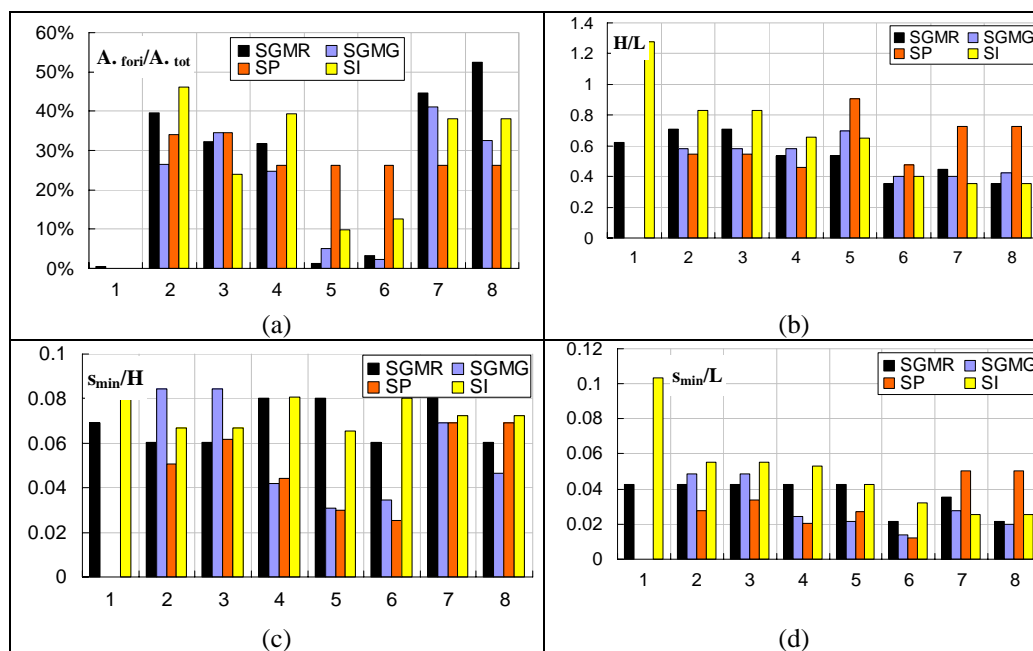 60%
50%
40%
30%
20%
10%
0%
A. fori/A. tot
SGMR SGMG
SP SI
1 2 3 4 5 6 7 8
(a)
1.4
1.2
1
0.8
0.6
0.4
0.2
0
H/L
SGMR SGMG
SP SI
1 2 3 4 5 6 7 8
(b)
0.1
0.08
0.06
0.04
0.02
0
smin/H
SGMR SGMG
SP SI
1 2 3 4 5 6 7 8
(c)
0.12
0.1
0.08
0.06
0.04
0.02
0
smin/L
SGMR SGMG
SP SI
1 2 3 4 5 6 7 8
(d)